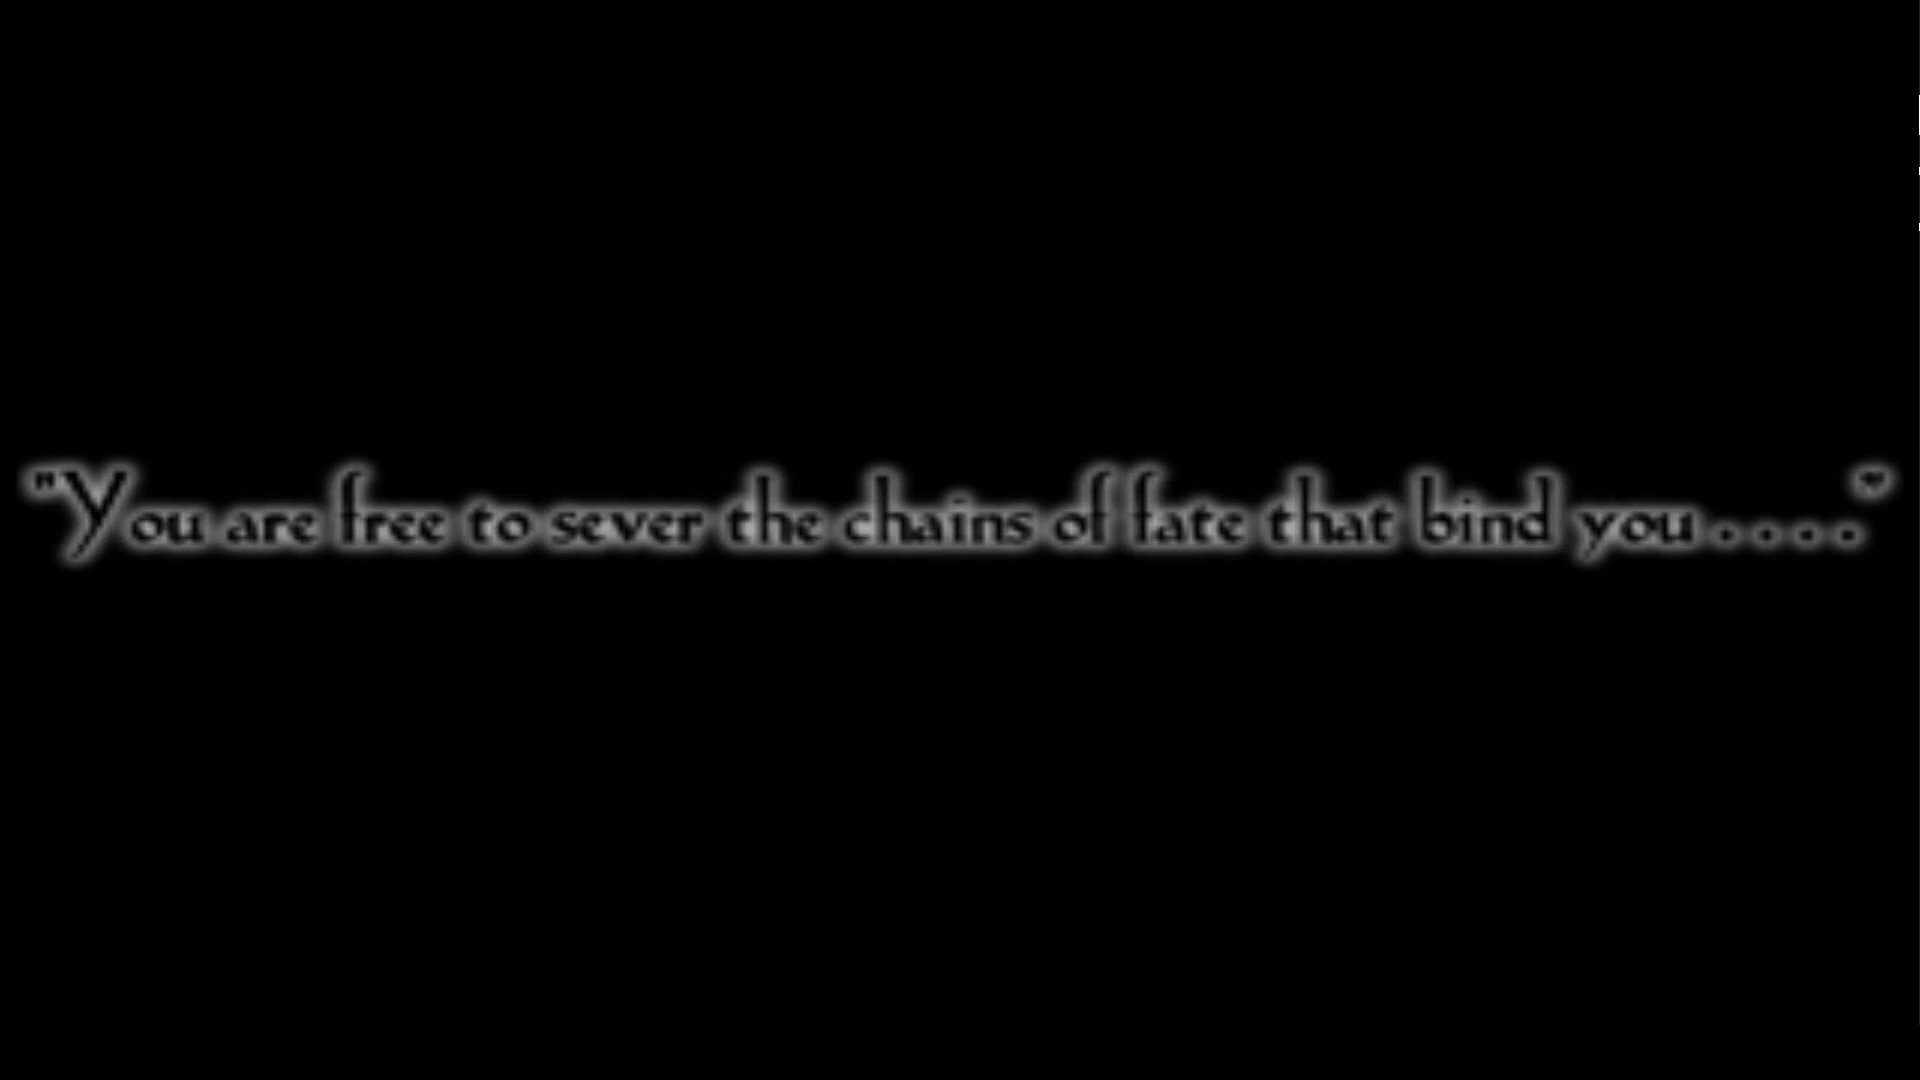 "You are free to sever the chains of fate that bind you...."